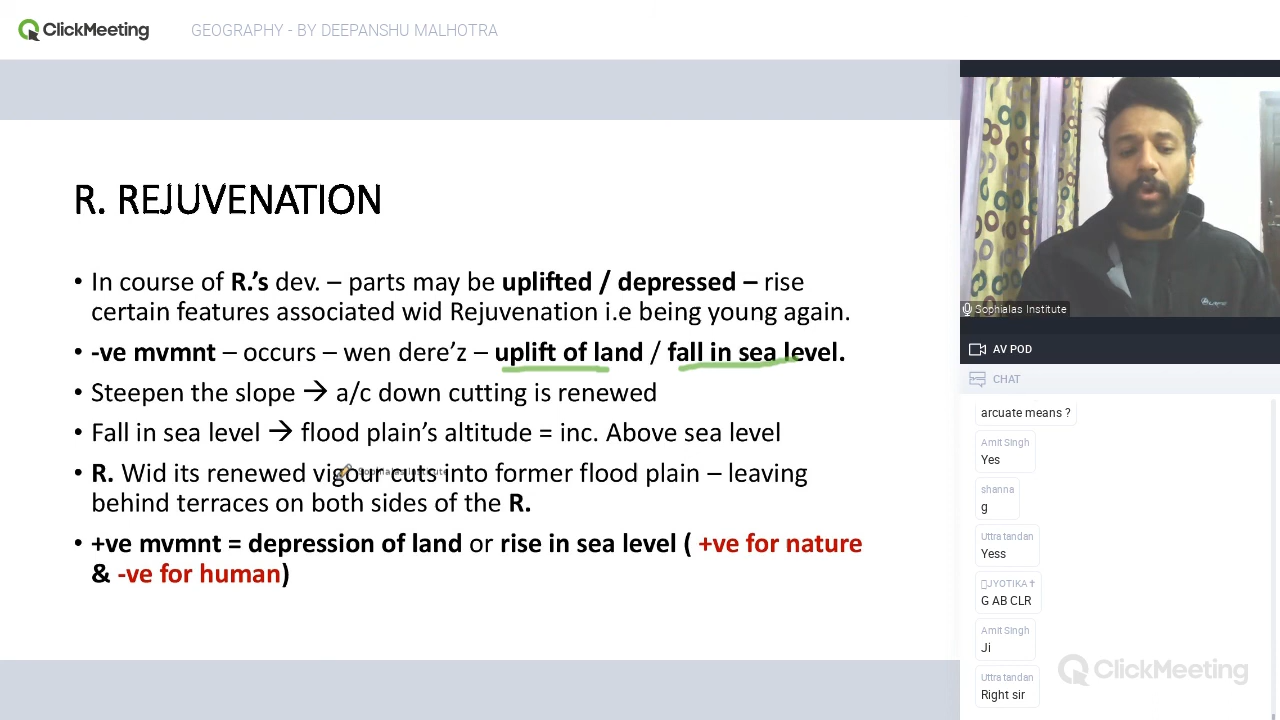 ClickMeeting
GEOGRAPHY - BY DEEPANSHU MALHOTRA
R. REJUVENATION
• In course of R.'s dev. – parts may be uplifted / depressed – rise
certain features associated wid Rejuvenation i.e being young again.
• -ve mvmnt – occurs – wen dere'z – uplift of land / fall in sea level.
• Steepen the slope → a/c down cutting is renewed
• Fall in sea level → flood plain's altitude = inc. Above sea level
• R. Wid its renewed vigour cuts into former flood plain – leaving
behind terraces on both sides of the R.
• +ve mvmnt = depression of land or rise in sea level ( +ve for nature
& -ve for human)
Sophialas Institute
Sophialas Institute
AV POD
CHAT
arcuate means ?
Amit Singh
Yes
shanna
g
Uttra tandan
Yess
JYOTIKA✝
G AB CLR
Amit Singh
Ji
Uttra tandan
Right sir
ClickMeeting